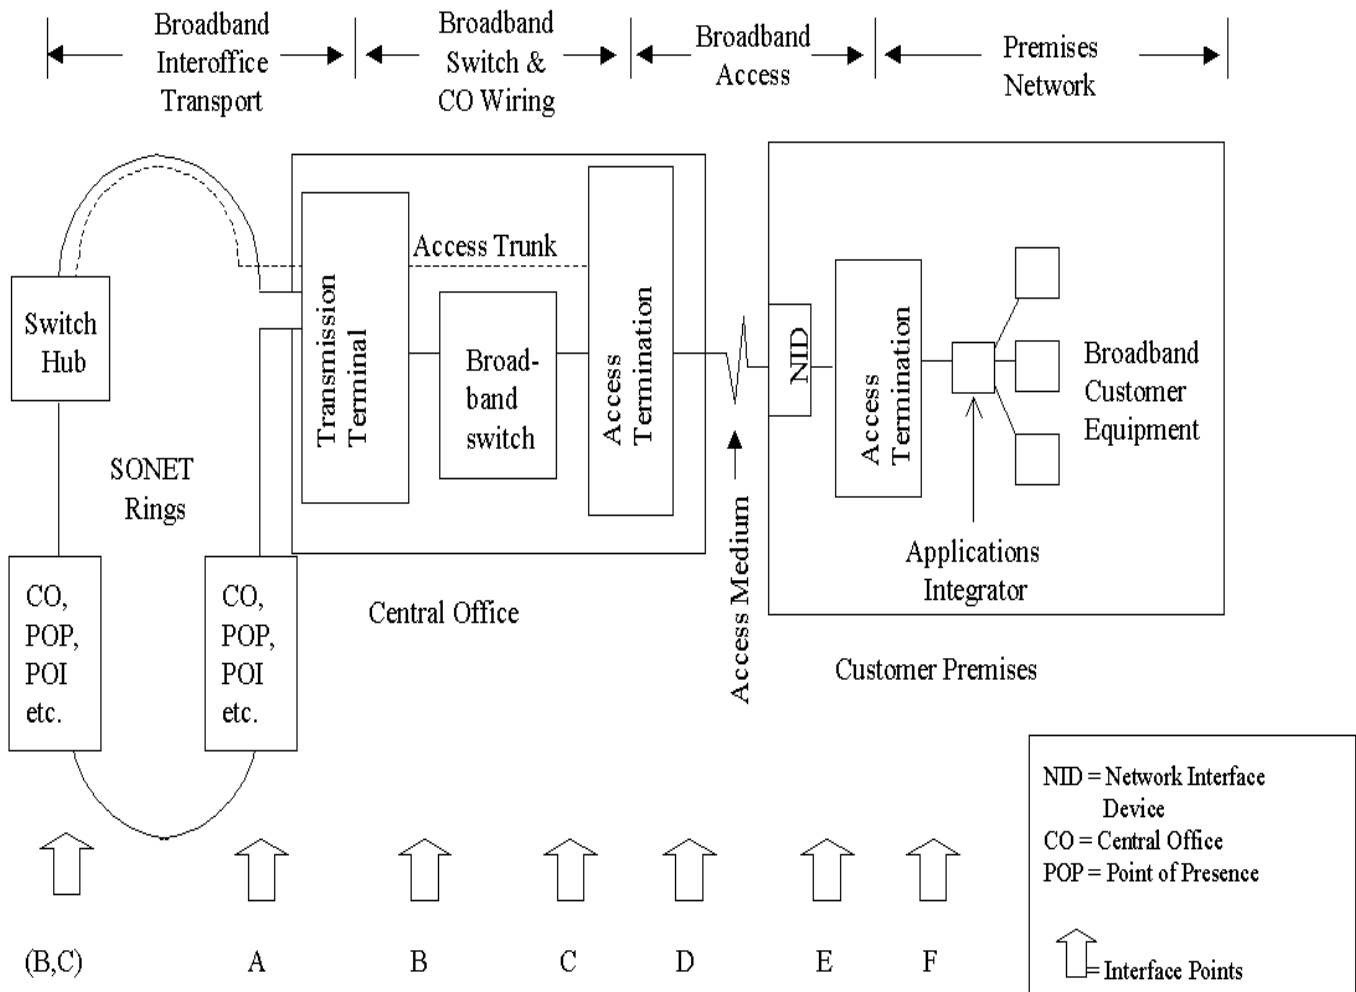 Broadband
Interoffice
Transport
Broadband
Switch &
CO Wiring
Broadband
Access
Premises
Network
Switch
Hub
SONET
Rings
CO,
POP,
POI
etc.
CO,
POP,
POI
etc.
Transmission
Terminal
Access Trunk
Broad-
band
switch
Access
Termination
Central Office
Access Medium
NID
Access
Termination
Broadband
Customer
Equipment
Applications
Integrator
Customer Premises
NID = Network Interface
Device
CO = Central Office
POP = Point of Presence
= Interface Points
(B,C)
A
B
C
D
E
F